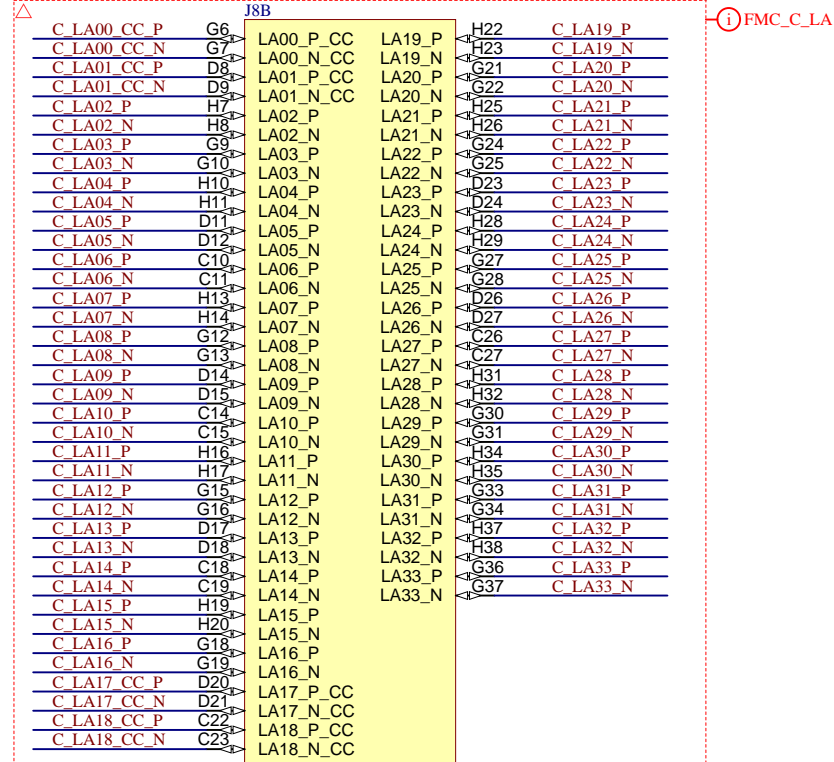 J8B
i FMC_C_LA
C_LA00_CC_P G6 LA00_P_CC LA19_P H22 C_LA19_P
C_LA00_CC_N G7 LA00_N_CC LA19_N H23 C_LA19_N
C_LA01_CC_P D8 LA01_P_CC LA20_P G21 C_LA20_P
C_LA01_CC_N D9 LA01_N_CC LA20_N G22 C_LA20_N
C_LA02_P H7 LA02_P LA21_P H25 C_LA21_P
C_LA02_N H8 LA02_N LA21_N H26 C_LA21_N
C_LA03_P G9 LA03_P LA22_P G24 C_LA22_P
C_LA03_N G10 LA03_N LA22_N G25 C_LA22_N
C_LA04_P H10 LA04_P LA23_P D23 C_LA23_P
C_LA04_N H11 LA04_N LA23_N D24 C_LA23_N
C_LA05_P D11 LA05_P LA24_P H28 C_LA24_P
C_LA05_N D12 LA05_N LA24_N H29 C_LA24_N
C_LA06_P C10 LA06_P LA25_P G27 C_LA25_P
C_LA06_N C11 LA06_N LA25_N G28 C_LA25_N
C_LA07_P H13 LA07_P LA26_P D26 C_LA26_P
C_LA07_N H14 LA07_N LA26_N D27 C_LA26_N
C_LA08_P G12 LA08_P LA27_P C26 C_LA27_P
C_LA08_N G13 LA08_N LA27_N C27 C_LA27_N
C_LA09_P D14 LA09_P LA28_P H31 C_LA28_P
C_LA09_N D15 LA09_N LA28_N H32 C_LA28_N
C_LA10_P C14 LA10_P LA29_P G30 C_LA29_P
C_LA10_N C15 LA10_N LA29_N G31 C_LA29_N
C_LA11_P H16 LA11_P LA30_P H34 C_LA30_P
C_LA11_N H17 LA11_N LA30_N H35 C_LA30_N
C_LA12_P G15 LA12_P LA31_P G33 C_LA31_P
C_LA12_N G16 LA12_N LA31_N G34 C_LA31_N
C_LA13_P D17 LA13_P LA32_P H37 C_LA32_P
C_LA13_N D18 LA13_N LA32_N H38 C_LA32_N
C_LA14_P C18 LA14_P LA33_P G36 C_LA33_P
C_LA14_N C19 LA14_N LA33_N G37 C_LA33_N
C_LA15_P H19 LA15_P
C_LA15_N H20 LA15_N
C_LA16_P G18 LA16_P
C_LA16_N G19 LA16_N
C_LA17_CC_P D20 LA17_P_CC
C_LA17_CC_N D21 LA17_N_CC
C_LA18_CC_P C22 LA18_P_CC
C_LA18_CC_N C23 LA18_N_CC